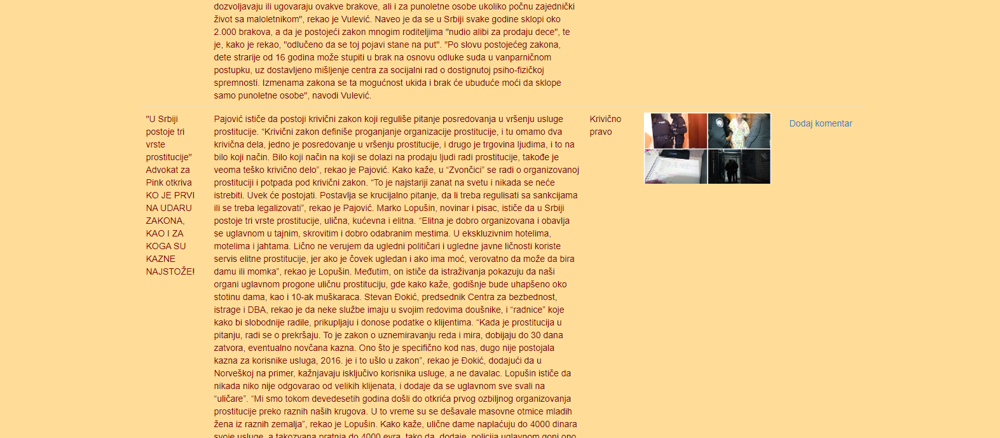 dozvoljavaju ili ugovaraju ovakve brakove, ali i za punoletne osobe ukoliko počnu zajednički
život sa maloletnikom", rekao je Vulević. Naveo je da se u Srbiji svake godine sklopi oko
2.000 brakova, a da je postojeći zakon mnogim roditeljima "nudio alibi za prodaju dece", te
je, kako je rekao, "odlučeno da se toj pojavi stane na put". "Po slovu postojećeg zakona,
dete strarije od 16 godina može stupiti u brak na osnovu odluke suda u vanparničnom
postupku, uz dostavljeno mišljenje centra za socijalni rad o dostignutoj psiho-fizičkoj
spremnosti. Izmenama zakona se ta mogućnost ukida i brak će ubuduće moći da sklope
samo punoletne osobe", navodi Vulević.
"U Srbiji
postoje tri
vrste
prostitucije"
Advokat za
Pink otkriva
KO JE PRVI
NA UDARU
ZAKONA,
KAO I ZA
KOGA SU
KAZNE
NAJSTOŽE!
Pajović ističe da postoji krivični zakon koji reguliše pitanje posredovanja u vršenju usluge
prostitucije. “Krivični zakon definiše proganjanje organizacije prostitucije, i tu omamo dva
krivična dela, jedno je posredovanje u vršenju prostitucije, i drugo je trgovina ljudima, i to na
bilo koji način. Bilo koji način na koji se dolazi na prodaju ljudi radi prostitucije, takođe je
veoma teško krivično delo”, rekao je Pajović. Kako kaže, u “Zvončici” se radi o organizovanoj
prostituciji i potpada pod krivični zakon. “To je najstariji zanat na svetu i nikada se neće
istrebiti. Uvek će postojati. Postavlja se krucijalno pitanje, da li treba regulisati sa sankcijama
ili se treba legalizovati”, rekao je Pajović. Marko Lopušin, novinar i pisac, ističe da u Srbiji
postoje tri vrste prostitucije, ulična, kućevna i elitna. “Elitna je dobro organizovana i obavlja
se uglavnom u tajnim, skrovitim i dobro odabranim mestima. U ekskluzivnim hotelima,
motelima i jahtama. Lično ne verujem da ugledni političari i ugledne javne ličnosti koriste
servis elitne prostitucije, jer ako je čovek ugledan i ako ima moć, verovatno da može da bira
damu ili momka”, rekao je Lopušin. Međutim, on ističe da istraživanja pokazuju da naši
organi uglavnom progone uličnu prostituciju, gde kako kaže, godišnje bude uhapšeno oko
stotinu dama, kao i 10-ak muškaraca. Stevan Đokić, predsednik Centra za bezbednost,
istrage i DBA, rekao je da neke službe imaju u svojim redovima doušnike, i “radnice” koje
kako bi slobodnije radile, prikupljaju i donose podatke o klijentima. “Kada je prostitucija u
pitanju, radi se o prekršaju. To je zakon o uznemiravanju reda i mira, dobijaju do 30 dana
zatvora, eventualno novčana kazna. Ono što je specifično kod nas, dugo nije postojala
kazna za korisnike usluga, 2016. je i to ušlo u zakon”, rekao je Đokić, dodajući da u
Norveškoj na primer, kažnjavaju isključivo korisnika usluge, a ne davalac. Lopušin ističe da
nikada niko nije odgovarao od velikih klijenata, i dodaje da se uglavnom sve svali na
“uličare”. “Mi smo tokom devedesetih godina došli do otkrića prvog ozbiljnog organizovanja
prostitucije preko raznih naših krugova. U to vreme su se dešavale masovne otmice mladih
žena iz raznih zemalja”, rekao je Lopušin. Kako kaže, ulične dame naplaćuju do 4000 dinara
svoje usluge, a takozvana pratnja do 4000 evra, tako da, dodaje, policija uglavnom goni ono
Krivično
pravo
Dodaj komentar